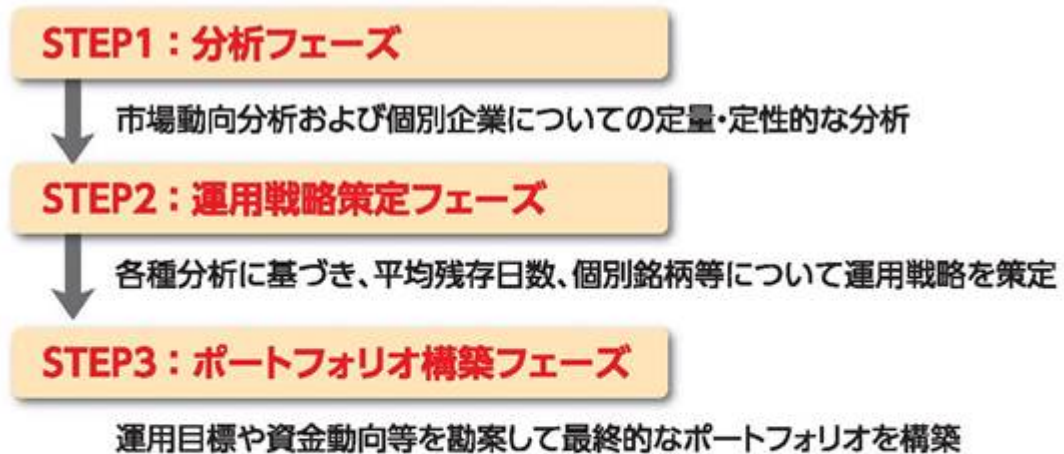 STEP1：分析フェーズ
市場動向分析および個別企業についての定量・定性的な分析
STEP2：運用戦略策定フェーズ
各種分析に基づき、平均残存日数、個別銘柄等について運用戦略を策定
STEP3：ポートフォリオ構築フェーズ
運用目標や資金動向等を勘案して最終的なポートフォリオを構築